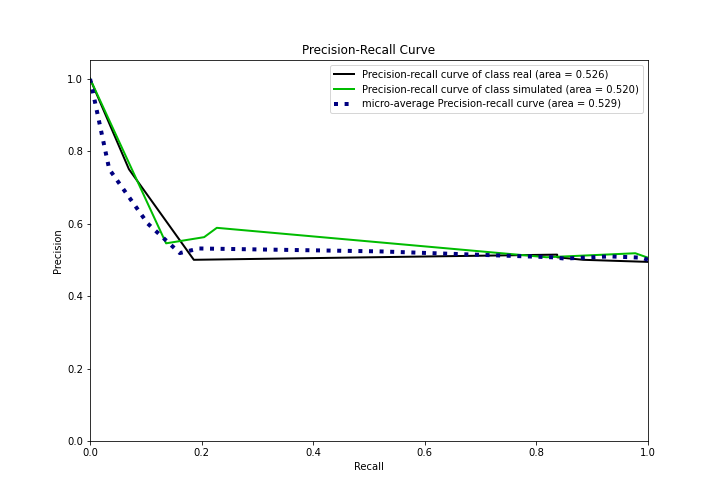 Precision-Recall Curve
Precision-recall curve of class real (area = 0.526)
Precision-recall curve of class simulated (area = 0.520)
micro-average Precision-recall curve (area = 0.529)
Precision
1.0
0.8
0.6
0.4
0.2
0.0
0.0 0.2 0.4 0.6 0.8 1.0
Recall